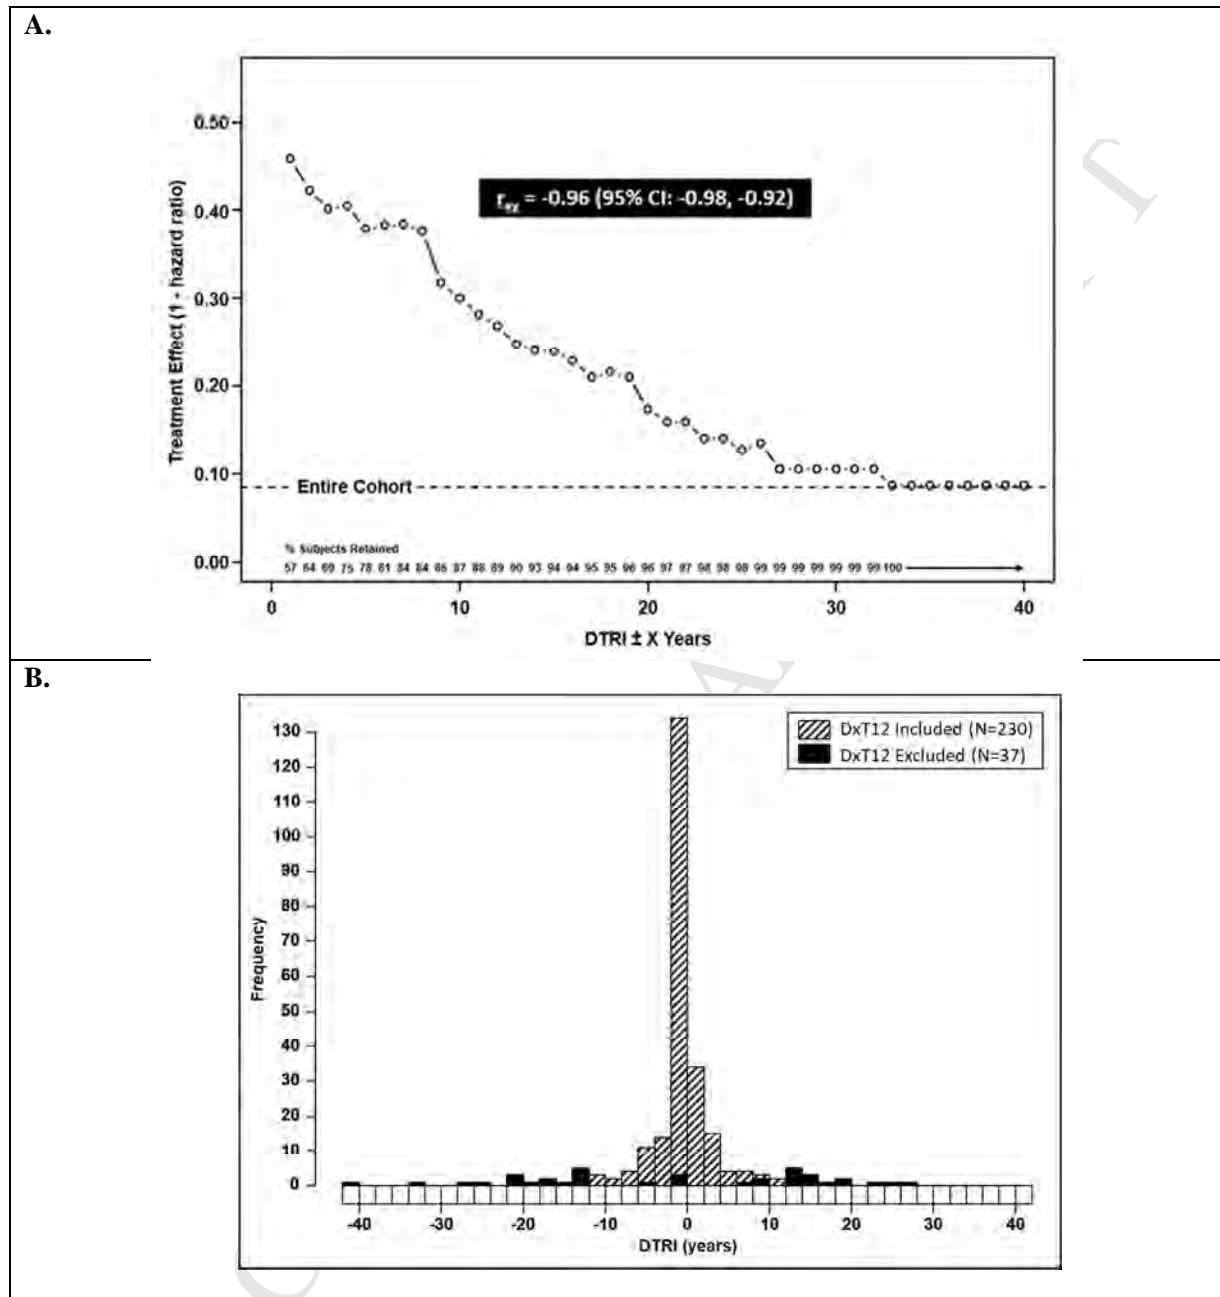 A.
0.50
0.40
0.30
0.20
0.10
0.00
Treatment Effect (1 - hazard ratio)
rxy = -0.96 (95% CI: -0.98, -0.92)
Entire Cohort
% Subjects Retained
57 64 69 75 78 81 84 84 86 87 88 89 90 93 94 94 95 95 96 96 97 97 98 98 98 99 99 99 99 99 99 99 100
0 10 20 30 40
DTRI ± X Years
B.
DxT12 Included (N=230)
DxT12 Excluded (N=37)
130
120
110
100
90
80
70
60
50
40
30
20
10
0
Frequency
-40 -30 -20 -10 0 10 20 30 40
DTRI (years)